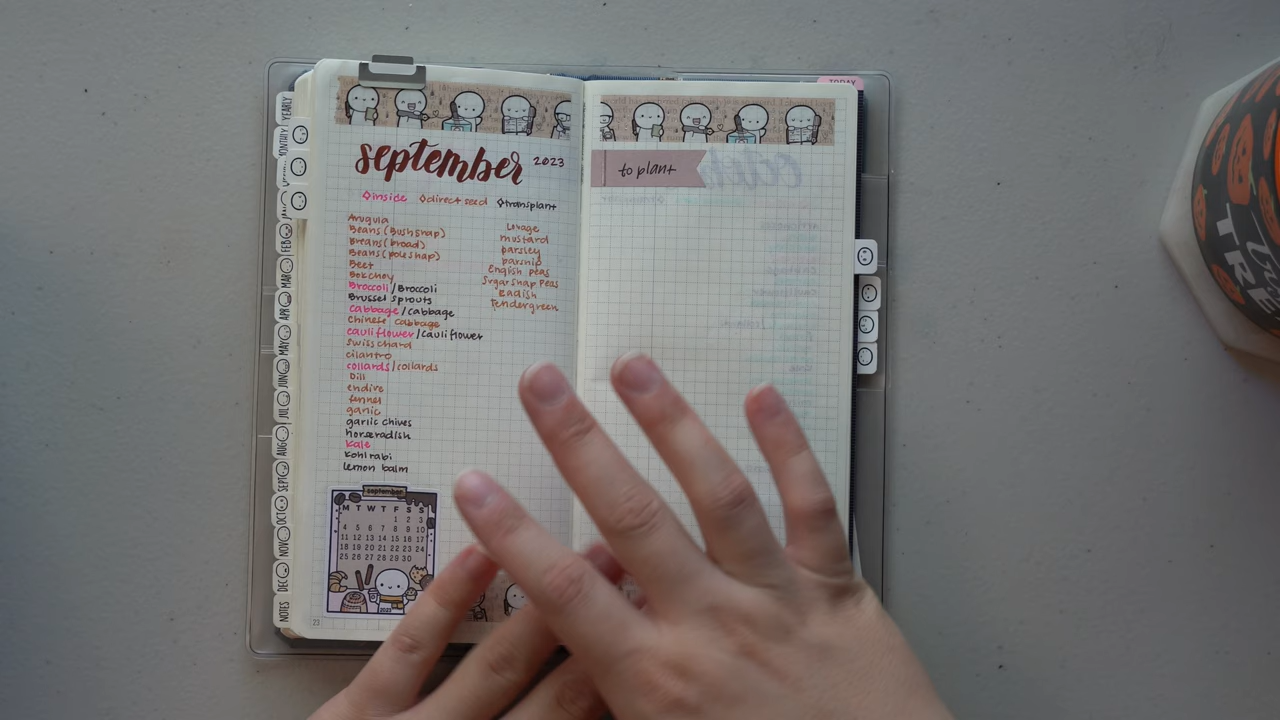 TODAY
YEARLY
MONTHLY
JAN
FEB
MAR
APR
MAY
JUN
JUL
AUG
SEPT
OCT
NOV
DEC
NOTES
september 2023
inside direct seed transplant
Arugula
Beans (Bush snap)
Breans (broad)
Beans (pole snap)
Beet
Bok choy
Broccoli / Broccoli
Brussel sprouts
cabbage / cabbage
Chinese cabbage
cauliflower / cauliflower
swiss chard
cilantro
collards / collards
Dill
endive
fennel
garlic
garlic chives
horseradish
Kale
Kohlrabi
lemon balm
Lovage
mustard
parsley
parsnip
English peas
Sugar snap Peas
Radish
Tendergreen
september
M T W T F S S
1 2 3
4 5 6 7 8 9 10
11 12 13 14 15 16 17
18 19 20 21 22 23 24
25 26 27 28 29 30
2023
23
to plant
TRE